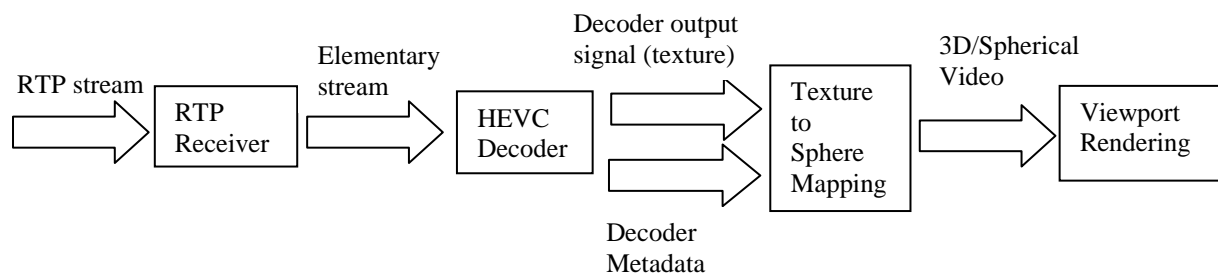 RTP stream
RTP
Receiver
Elementary
stream
HEVC
Decoder
Decoder output
signal (texture)
Decoder
Metadata
Texture
to
Sphere
Mapping
3D/Spherical
Video
Viewport
Rendering